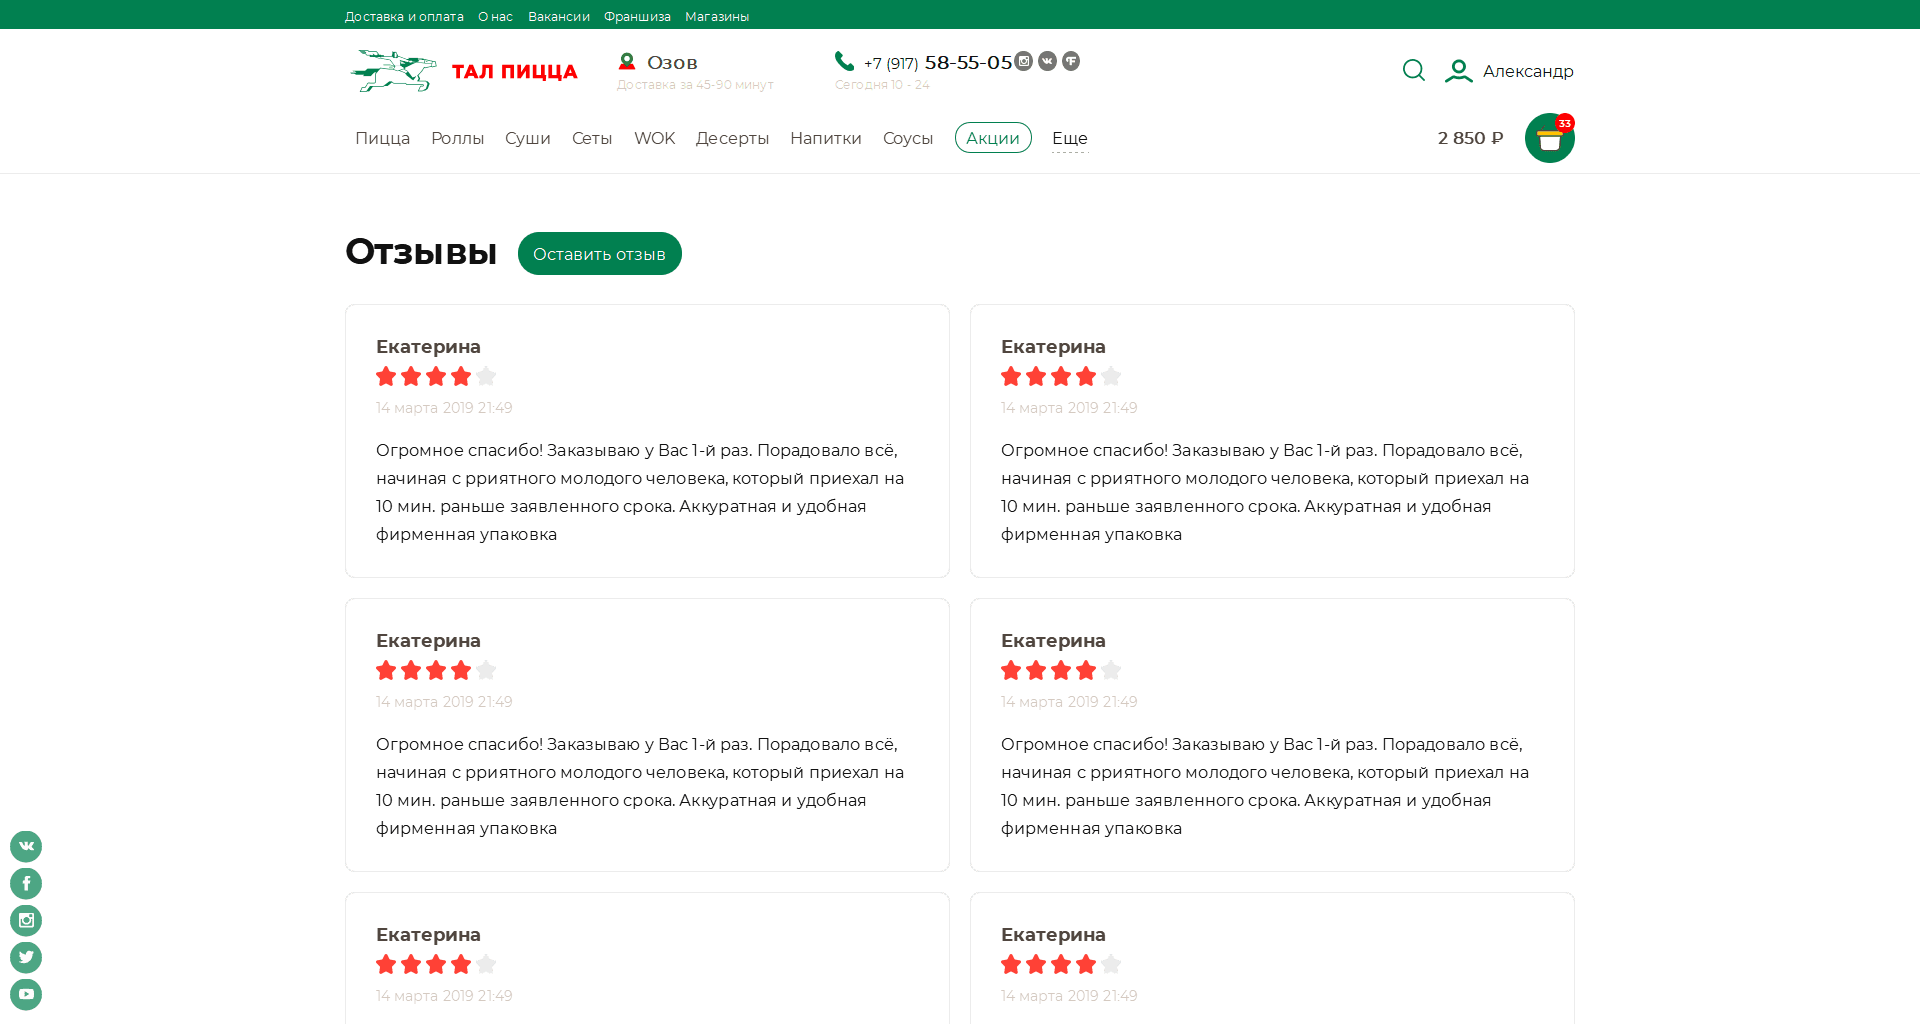 Доставка и оплата О нас Вакансии Франшиза Магазины
ТАЛ ПИЦЦА
Озов
Доставка за 45-90 минут
+7 (917) 58-55-05
Сегодня 10 - 24
Александр
Пицца Роллы Суши Сеты WOK Десерты Напитки Соусы Акции Еще
2 850 ₽
33
Отзывы
Оставить отзыв
Екатерина
14 марта 2019 21:49
Огромное спасибо! Заказываю у Вас 1-й раз. Порадовало всё,
начиная с рриятного молодого человека, который приехал на
10 мин. раньше заявленного срока. Аккуратная и удобная
фирменная упаковка
Екатерина
14 марта 2019 21:49
Огромное спасибо! Заказываю у Вас 1-й раз. Порадовало всё,
начиная с рриятного молодого человека, который приехал на
10 мин. раньше заявленного срока. Аккуратная и удобная
фирменная упаковка
Екатерина
14 марта 2019 21:49
Огромное спасибо! Заказываю у Вас 1-й раз. Порадовало всё,
начиная с рриятного молодого человека, который приехал на
10 мин. раньше заявленного срока. Аккуратная и удобная
фирменная упаковка
Екатерина
14 марта 2019 21:49
Огромное спасибо! Заказываю у Вас 1-й раз. Порадовало всё,
начиная с рриятного молодого человека, который приехал на
10 мин. раньше заявленного срока. Аккуратная и удобная
фирменная упаковка
Екатерина
14 марта 2019 21:49
Екатерина
14 марта 2019 21:49